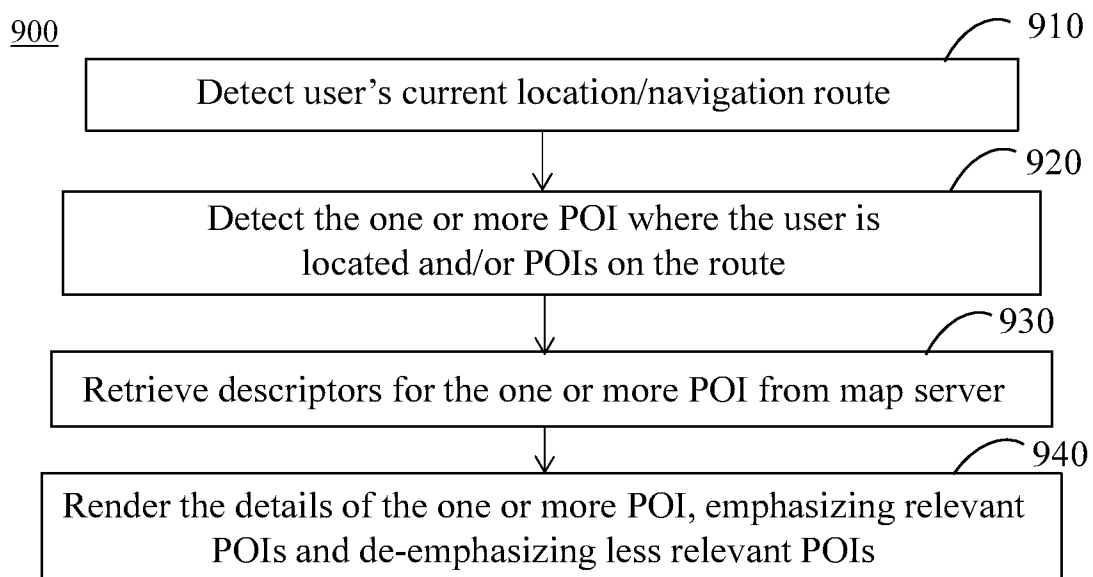 900
910
Detect user’s current location/navigation route
920
Detect the one or more POI where the user is
located and/or POIs on the route
930
Retrieve descriptors for the one or more POI from map server
940
Render the details of the one or more POI, emphasizing relevant
POIs and de-emphasizing less relevant POIs